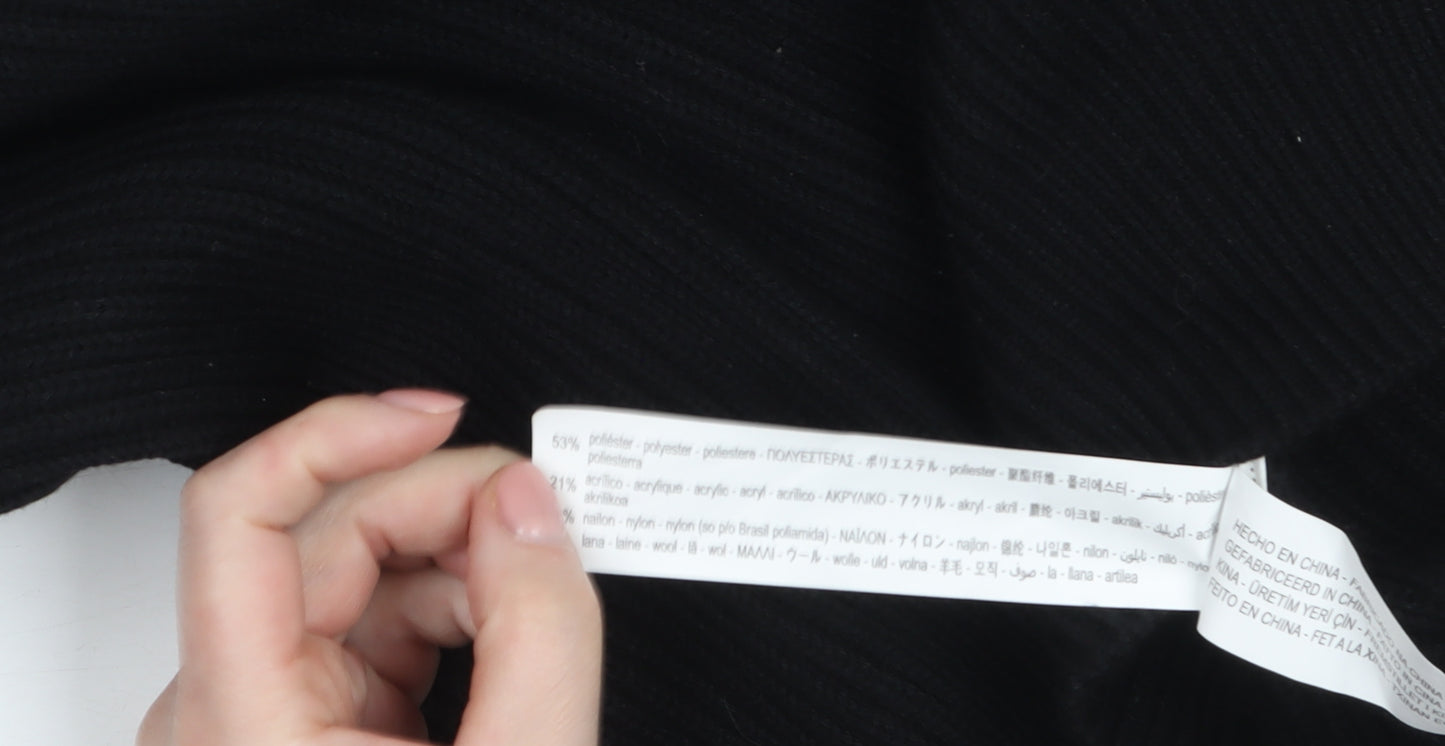 53% poliéster - polyester - poliestere - ΠΟΛΥΕΣΤΕΡΑΣ - ポリエステル - poliester - 聚酯纤维 - 폴리에스터 - بوليستر -
poliesterra
21% acrílico - acrylique - acrylic - acryl - acrilico - ΑΚΡΥΛΙΚΟ - アクリル - akryl - akril - 腈纶 - 아크릴 - akrilik -
akrilikoa
% nailon - nylon - nylon (so p/o Brasil poliamida) - ΝΑΪΛΟΝ - ナイロン - najlon - 锦纶 - 나일론 - nilon - نايلون - niló -
lana - laine - wool - lã - wol - ΜΑΛΛΙ - ウール - wolle - uld - volna - 羊毛 - 모직 - صوف - la - llana - artilea
HECHO EN CHINA -
GEFABRICEERD IN CHINA -
KINA - ÜRETİM YERİ ÇİN -
FEITO EN CHINA - FET A LA